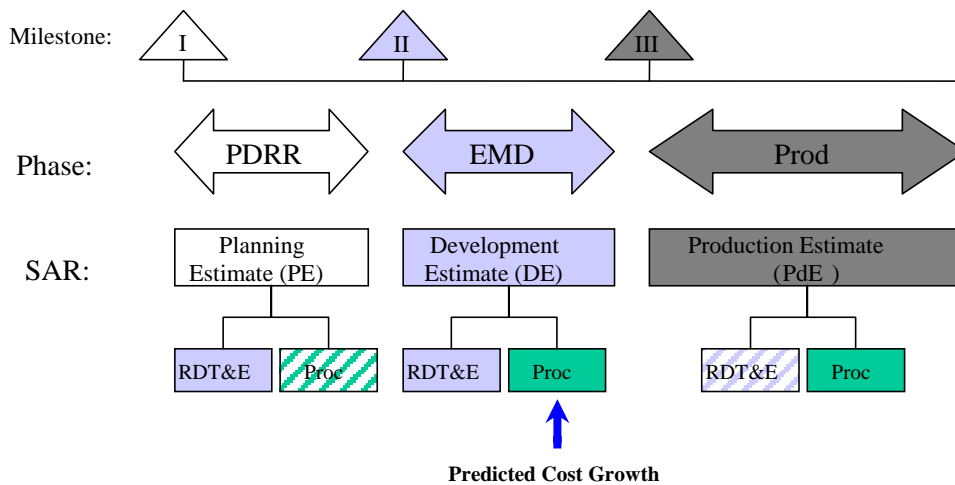 Milestone:
I
II
III
Phase:
PDRR
EMD
Prod
SAR:
Planning
Estimate (PE)
Development
Estimate (DE)
Production Estimate
(PdE )
RDT&E
Proc
RDT&E
Proc
RDT&E
Proc
Predicted Cost Growth